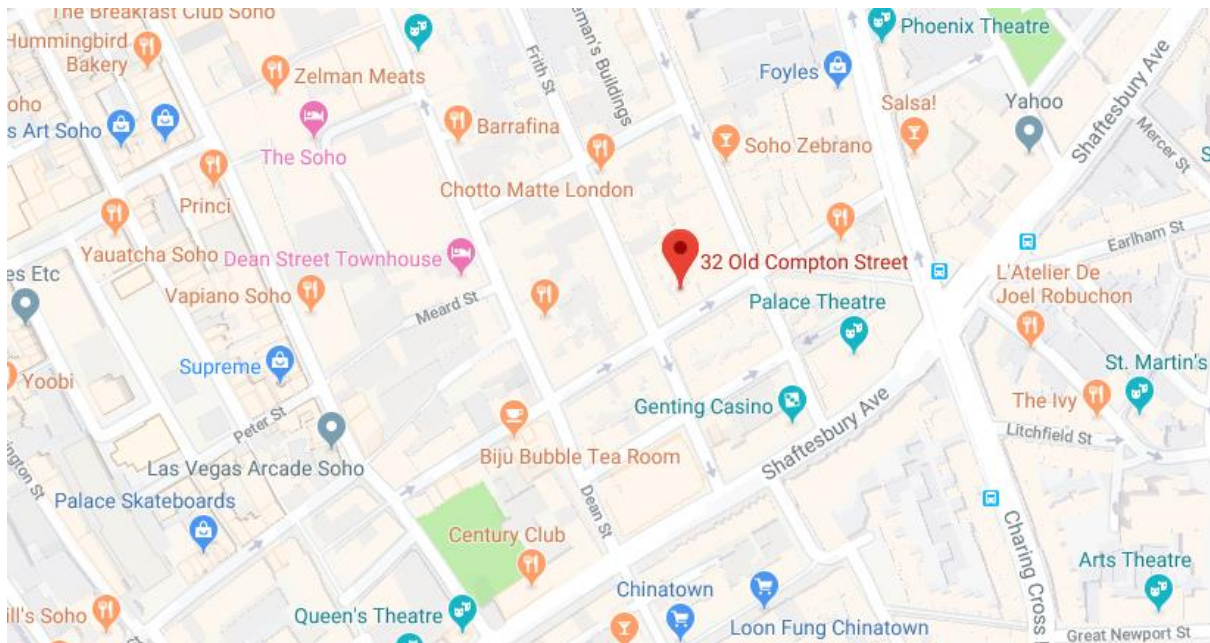 The Breakfast Club Soho
Hummingbird
Bakery
Zelman Meats
Frith St
eman's Buildings
Phoenix Theatre
Foyles
Shaftesbury Ave
oho
s Art Soho
The Soho
Barrafina
Soho Zebrano
Salsa!
Yahoo
Mercer St
S
Princi
Chotto Matte London
Yauatcha Soho
Dean Street Townhouse
32 Old Compton Street
Earlham St
es Etc
Vapiano Soho
Meard St
Palace Theatre
L'Atelier De
Joel Robuchon
Yoobi
Supreme
Genting Casino
St. Martin's
The Ivy
Peter St
Litchfield St
Las Vegas Arcade Soho
Biju Bubble Tea Room
Shaftesbury Ave
ington St
Palace Skateboards
Century Club
Dean St
Charing Cross
Arts Theatre
ill's Soho
Queen's Theatre
Chinatown
Loon Fung Chinatown
Great Newport St